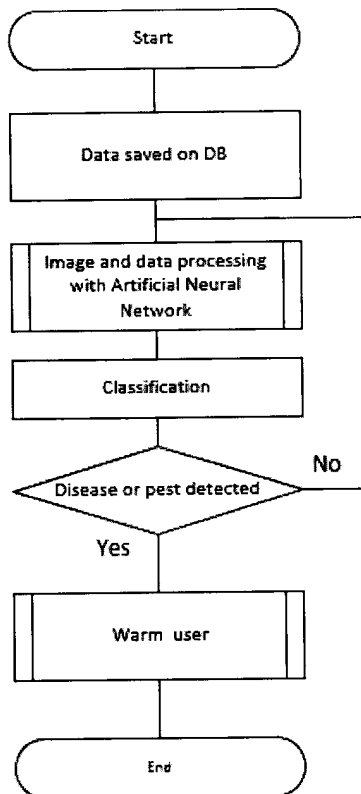 Start
Data saved on DB
Image and data processing
with Artificial Neural
Network
Classification
Disease or pest detected
No
Yes
Warm user
End